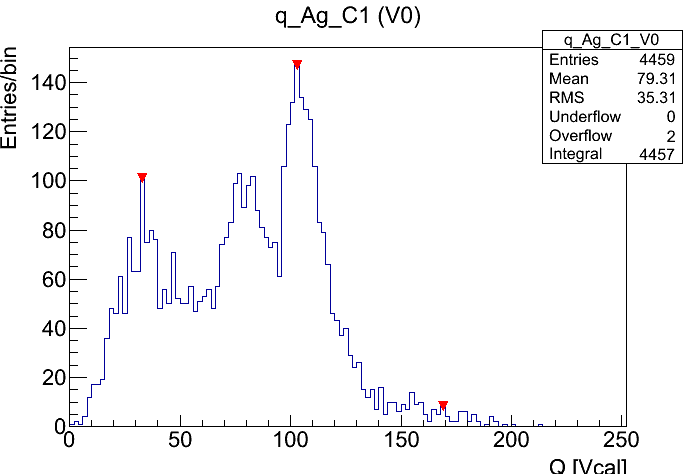 q_Ag_C1 (V0)
q_Ag_C1_V0
Entries 4459
Mean 79.31
RMS 35.31
Underflow 0
Overflow 2
Integral 4457
Entries/bin
140
120
100
80
60
40
20
0
0 50 100 150 200 250
Q [Vcal]